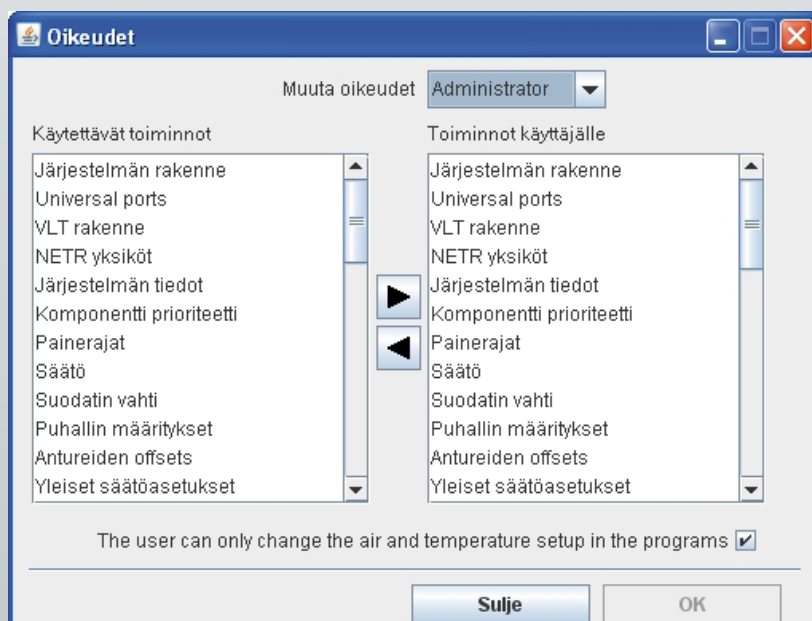 Oikeudet
Muuta oikeudet Administrator
Käytettävät toiminnot
Järjestelmän rakenne
Universal ports
VLT rakenne
NETR yksiköt
Järjestelmän tiedot
Komponentti prioriteetti
Painerajat
Säätö
Suodatin vahti
Puhallin määritykset
Antureiden offsets
Yleiset säätöasetukset
Toiminnot käyttäjälle
Järjestelmän rakenne
Universal ports
VLT rakenne
NETR yksiköt
Järjestelmän tiedot
Komponentti prioriteetti
Painerajat
Säätö
Suodatin vahti
Puhallin määritykset
Antureiden offsets
Yleiset säätöasetukset
The user can only change the air and temperature setup in the programs
Sulje
OK